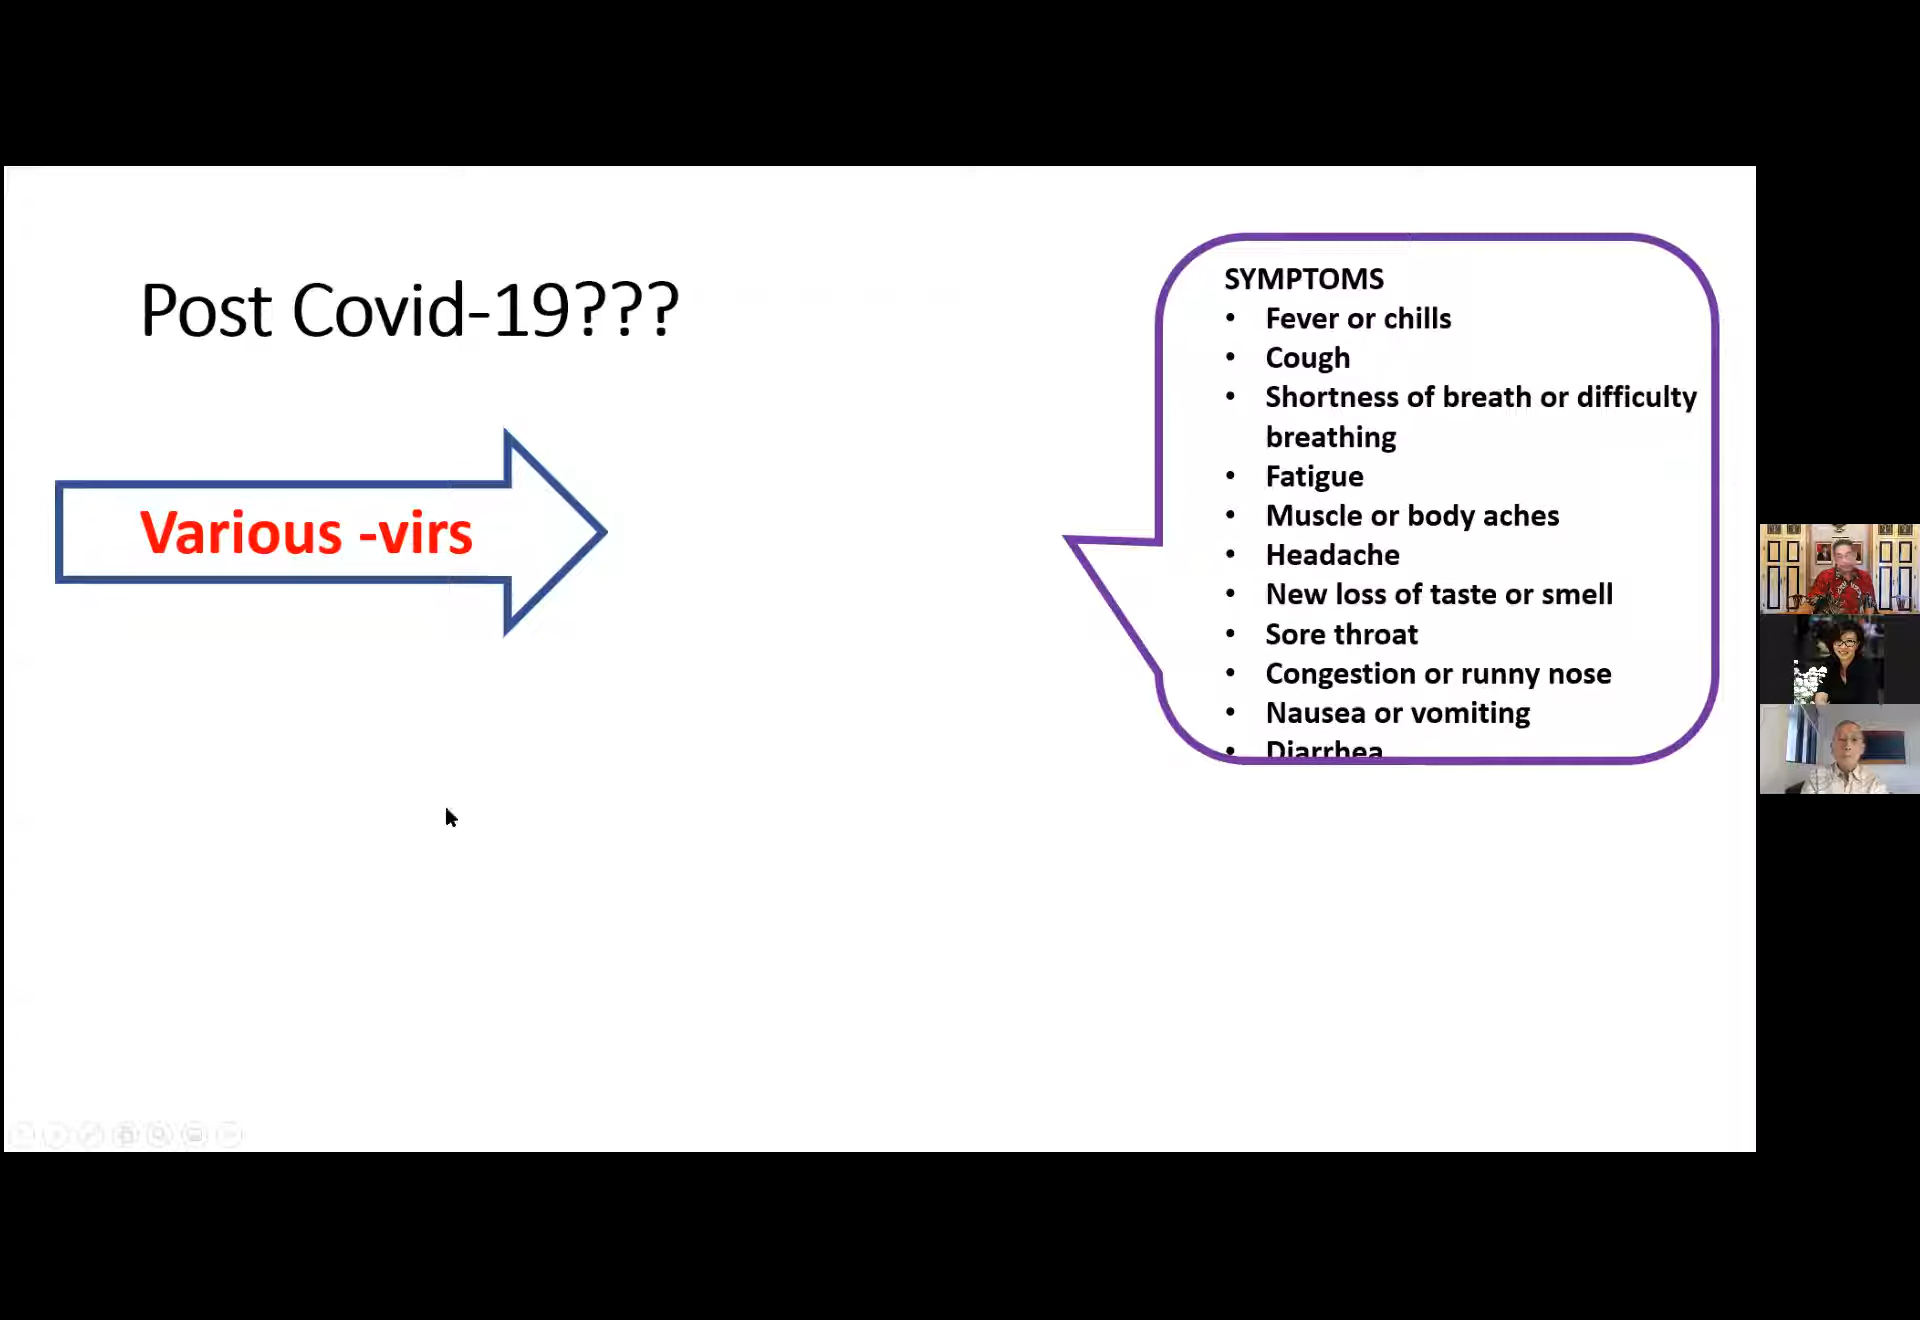 Post Covid-19???
Various -virs
SYMPTOMS
• Fever or chills
• Cough
• Shortness of breath or difficulty
breathing
• Fatigue
• Muscle or body aches
• Headache
• New loss of taste or smell
• Sore throat
• Congestion or runny nose
• Nausea or vomiting
• Diarrhea